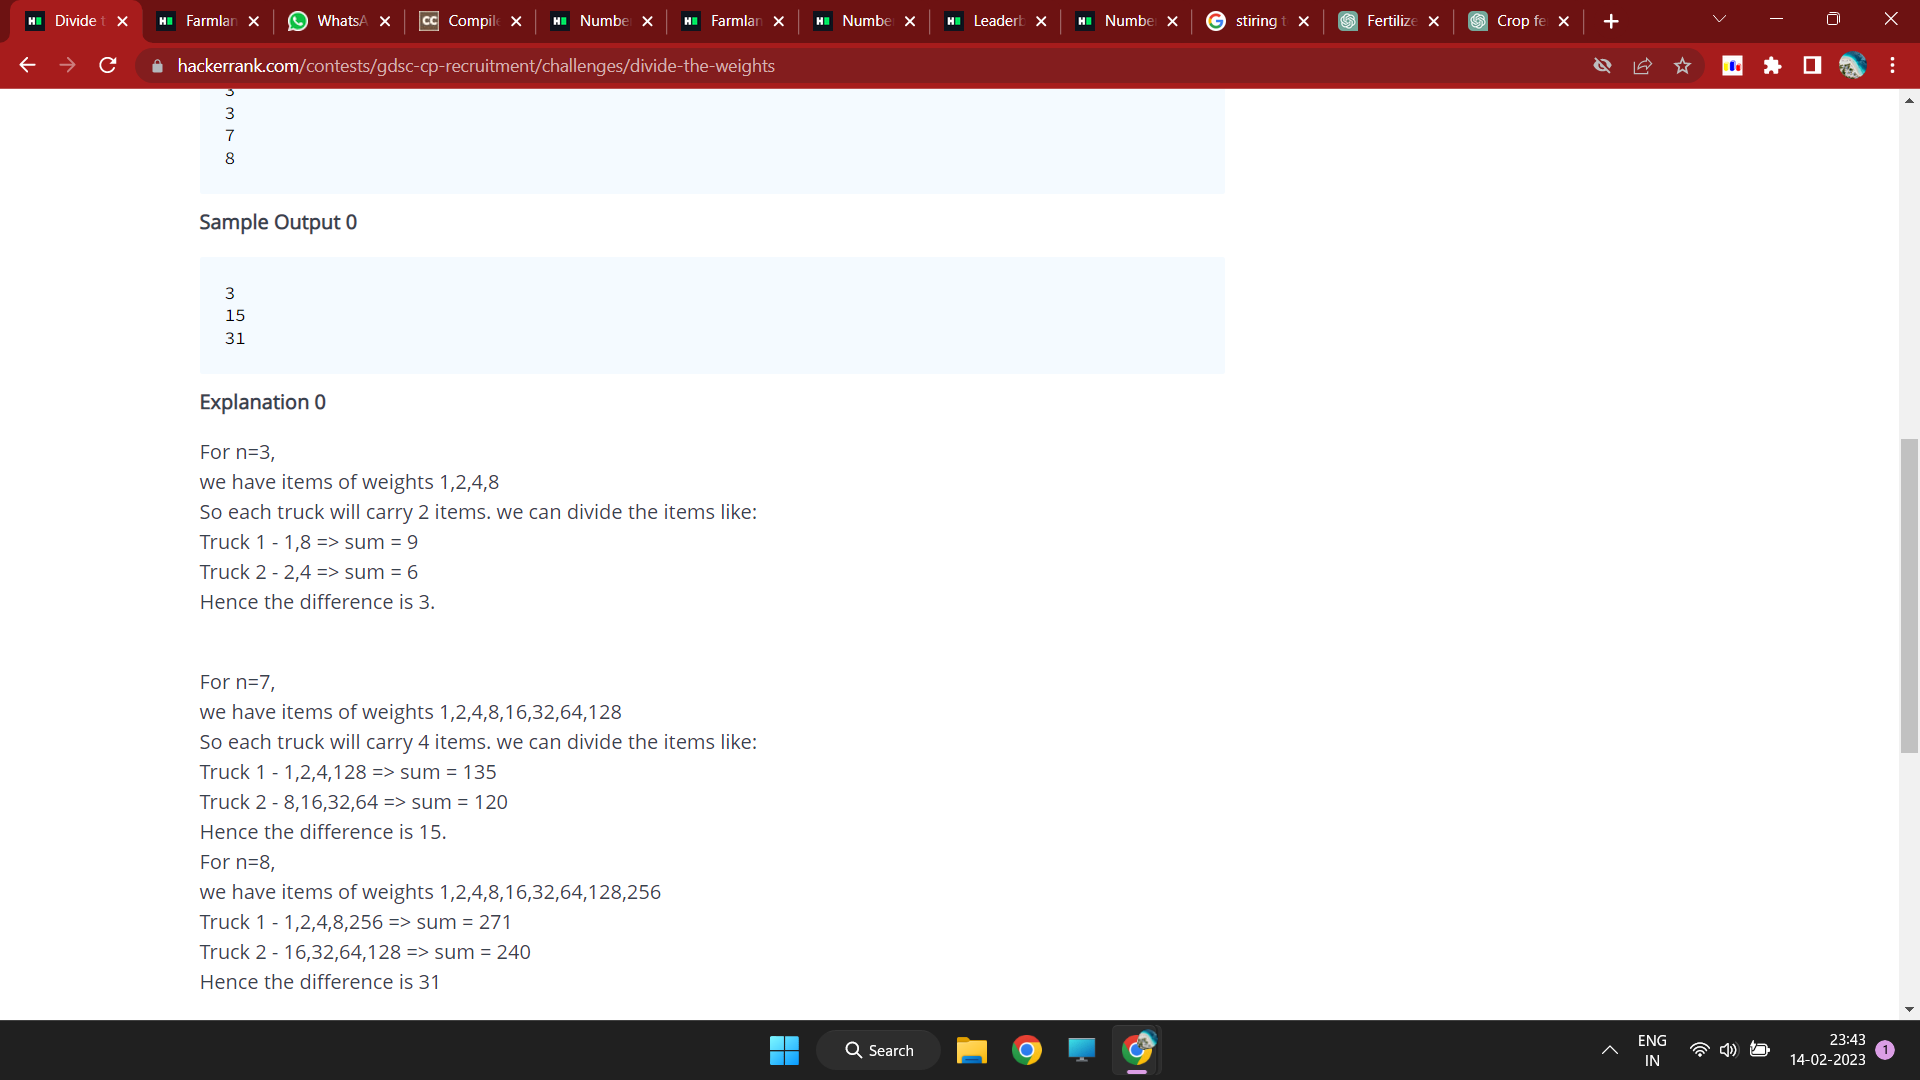 Divide t
Farmlan
WhatsA
CC
Compile
Number
Farmlan
Number
Leaderb
Number
stiring t
Fertilize
Crop fe
hackerrank.com/contests/gdsc-cp-recruitment/challenges/divide-the-weights
3
3
7
8
Sample Output 0
3
15
31
Explanation 0
For n=3,
we have items of weights 1,2,4,8
So each truck will carry 2 items. we can divide the items like:
Truck 1 - 1,8 => sum = 9
Truck 2 - 2,4 => sum = 6
Hence the difference is 3.
For n=7,
we have items of weights 1,2,4,8,16,32,64,128
So each truck will carry 4 items. we can divide the items like:
Truck 1 - 1,2,4,128 => sum = 135
Truck 2 - 8,16,32,64 => sum = 120
Hence the difference is 15.
For n=8,
we have items of weights 1,2,4,8,16,32,64,128,256
Truck 1 - 1,2,4,8,256 => sum = 271
Truck 2 - 16,32,64,128 => sum = 240
Hence the difference is 31
Search
ENG
IN
23:43
14-02-2023
1